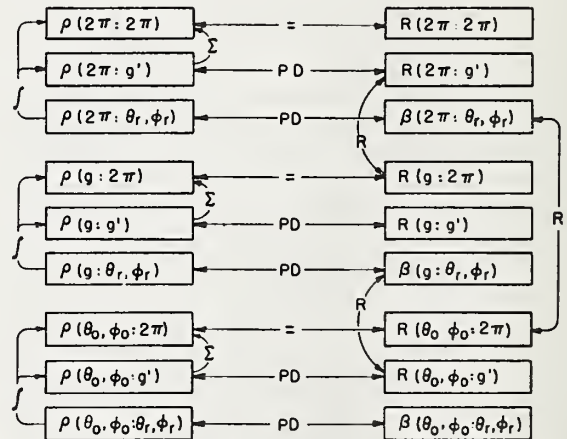 ρ(2π:2π) = R(2π:2π)
Σ
ρ(2π:g') PD R(2π:g')
∫
ρ(2π:θr,ϕr) PD β(2π:θr,ϕr)
R
ρ(g:2π) = R(g:2π)
Σ
R
ρ(g:g') PD R(g:g')
∫
ρ(g:θr,ϕr) PD β(g:θr,ϕr)
R
ρ(θo,ϕo:2π) = R(θo ϕo:2π)
Σ
ρ(θo,ϕo:g') PD R(θo,ϕo:g')
∫
ρ(θo,ϕo:θr,ϕr) PD β(θo,ϕo:θr,ϕr)